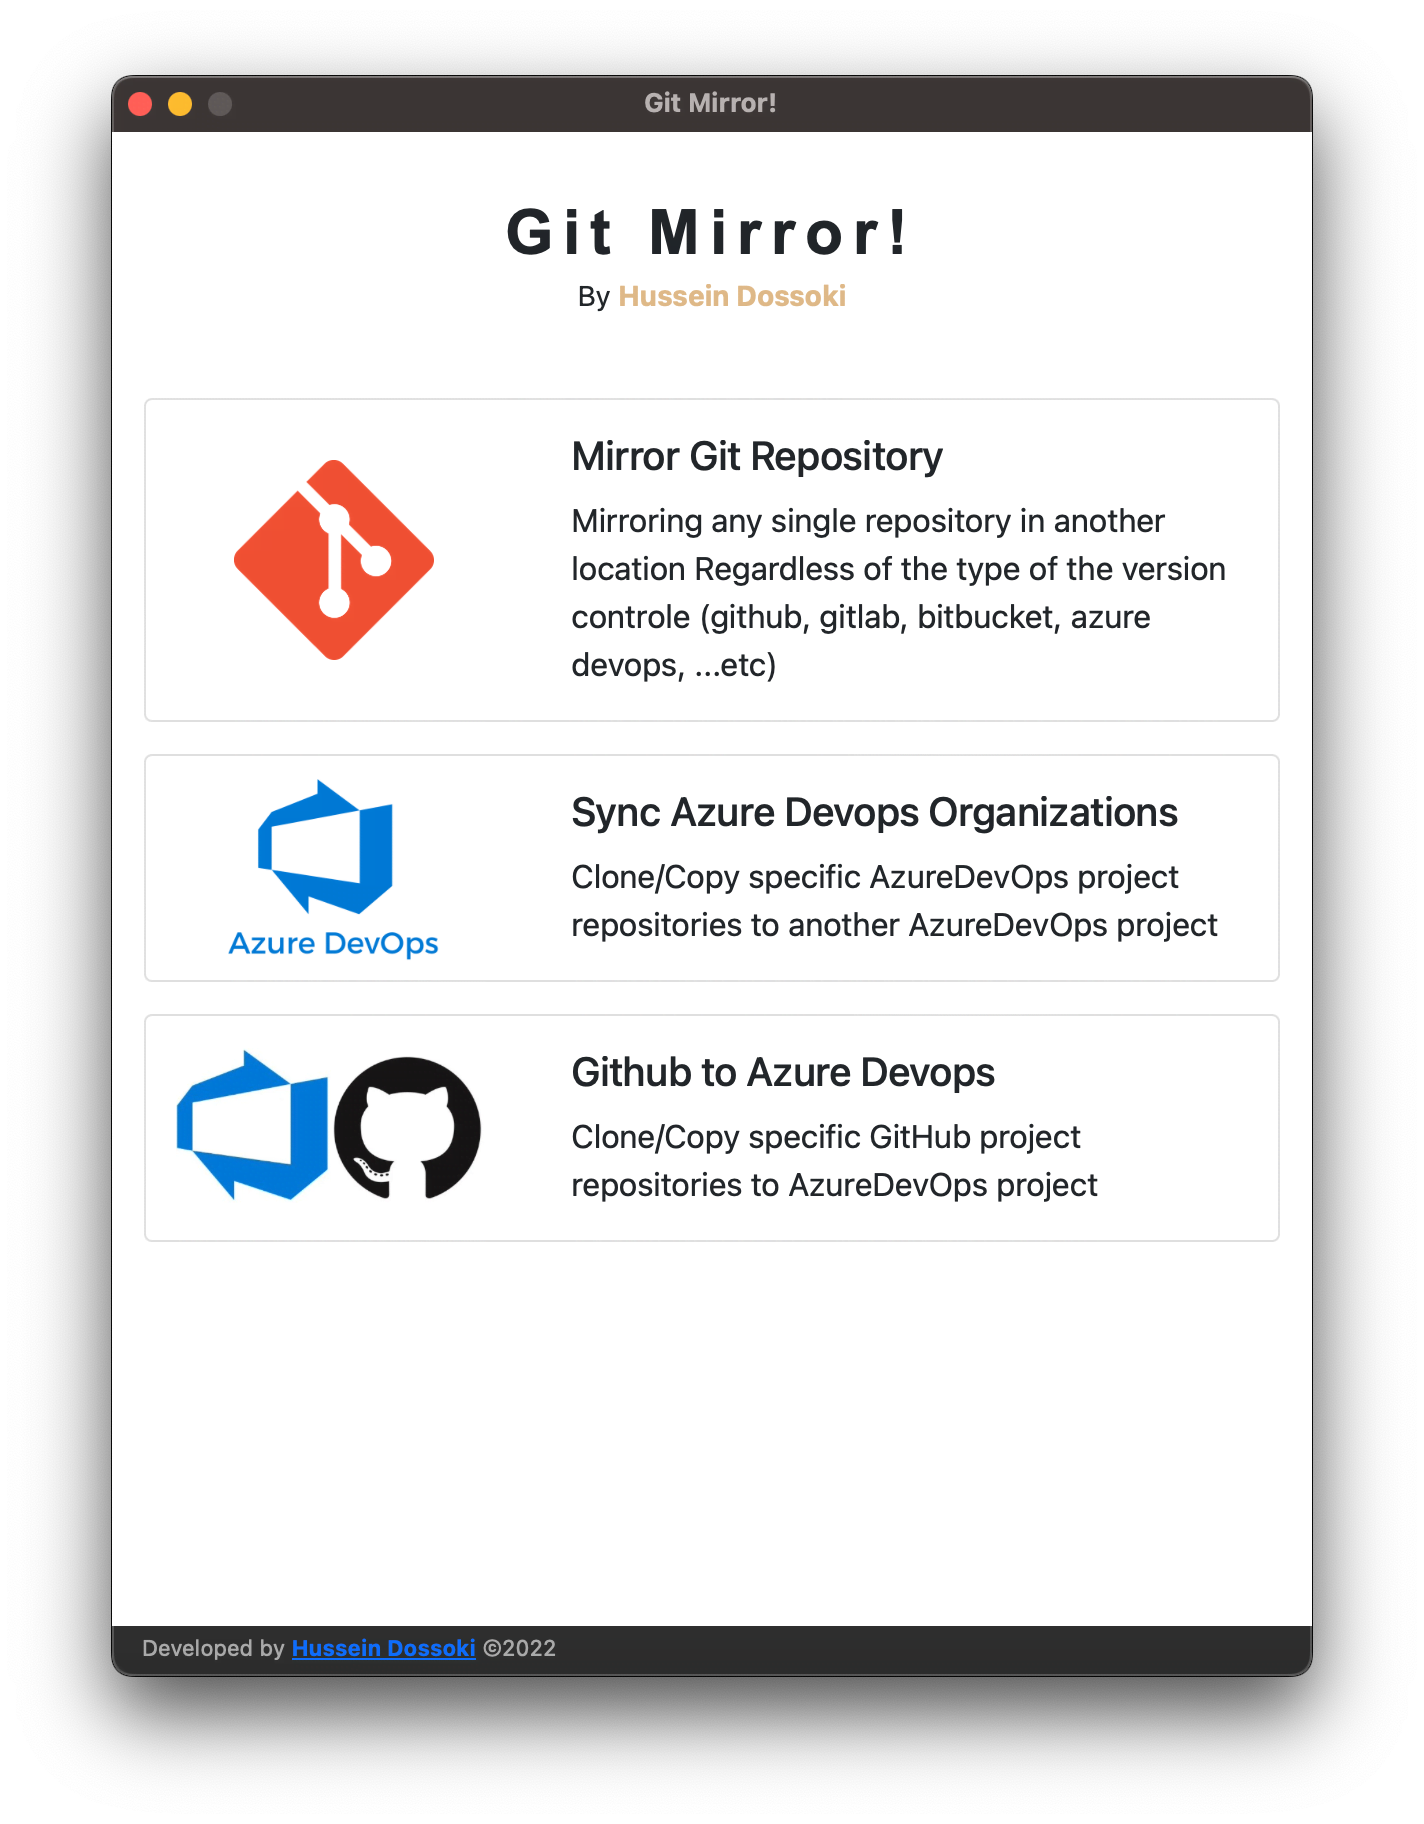 Git Mirror!
Git Mirror!
By Hussein Dossoki
Mirror Git Repository
Mirroring any single repository in another
location Regardless of the type of the version
controle (github, gitlab, bitbucket, azure
devops, ...etc)
Azure DevOps
Sync Azure Devops Organizations
Clone/Copy specific AzureDevOps project
repositories to another AzureDevOps project
Github to Azure Devops
Clone/Copy specific GitHub project
repositories to AzureDevOps project
Developed by Hussein Dossoki ©2022